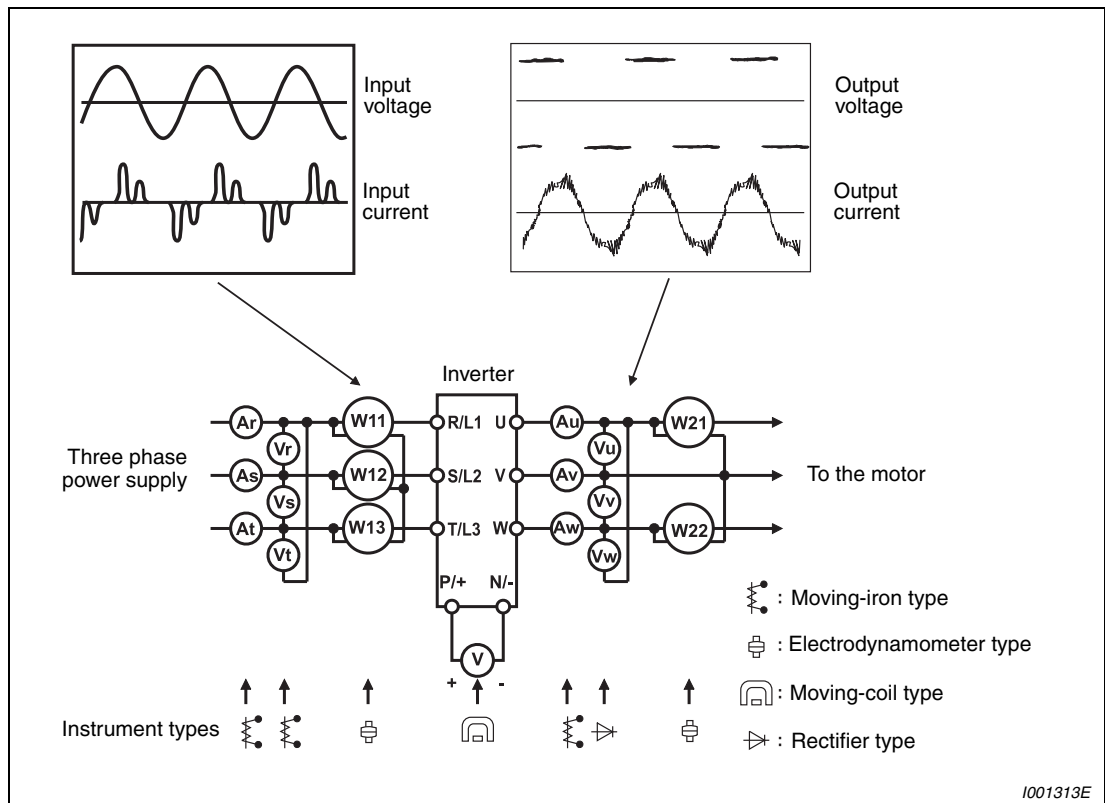 Input
voltage
Input
current
Output
voltage
Output
current
Inverter
Three phase
power supply
Ar
As
At
Vr
Vs
Vt
W11
W12
W13
R/L1
S/L2
T/L3
U
V
W
P/+
N/-
V
+
-
Au
Av
Aw
Vu
Vv
Vw
W21
W22
To the motor
: Moving-iron type
: Electrodynamometer type
: Moving-coil type
: Rectifier type
Instrument types
I001313E